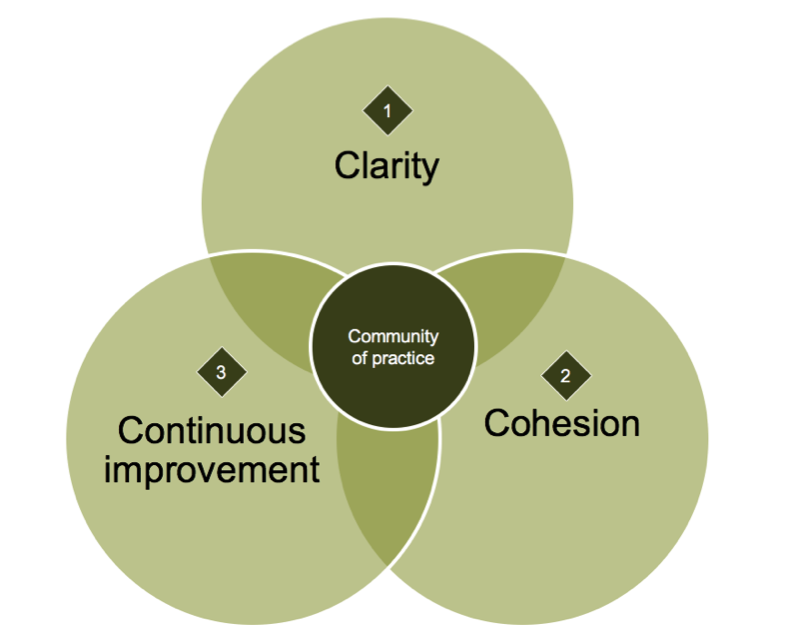 1
Clarity
Community
of practice
3
Continuous
improvement
2
Cohesion